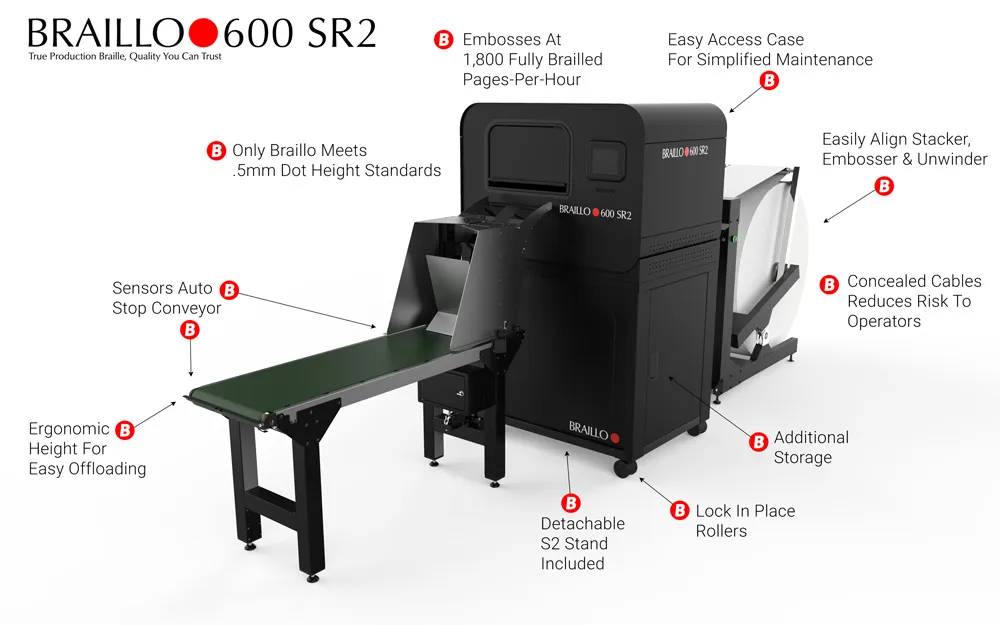 BRAILLO 600 SR2
True Production Braille, Quality You Can Trust
B Embosses At
1,800 Fully Brailled
Pages-Per-Hour
Easy Access Case
For Simplified Maintenance
B
B Only Braillo Meets
.5mm Dot Height Standards
Easily Align Stacker,
Embosser & Unwinder
B
BRAILLO 600 SR2
BRAILLO 600 SR2
Sensors Auto B
Stop Conveyor
B
B Concealed Cables
Reduces Risk To
Operators
Ergonomic B
Height For
Easy Offloading
BRAILLO
B Additional
Storage
B
Detachable
S2 Stand
Included
B Lock In Place
Rollers